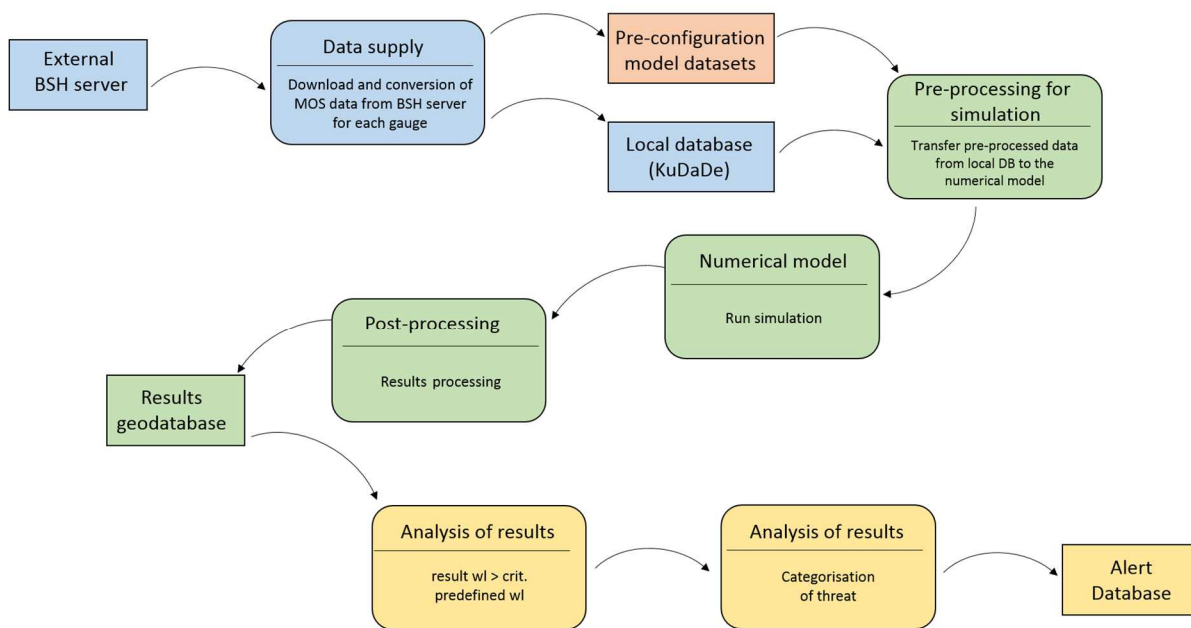 External
BSH server
Data supply
Download and conversion of
MOS data from BSH server
for each gauge
Pre-configuration
model datasets
Local database
(KuDaDe)
Pre-processing for
simulation
Transfer pre-processed data
from local DB to the
numerical model
Numerical model
Run simulation
Post-processing
Results processing
Results
geodatabase
Analysis of results
result wl > crit.
predefined wl
Analysis of results
Categorisation
of threat
Alert
Database